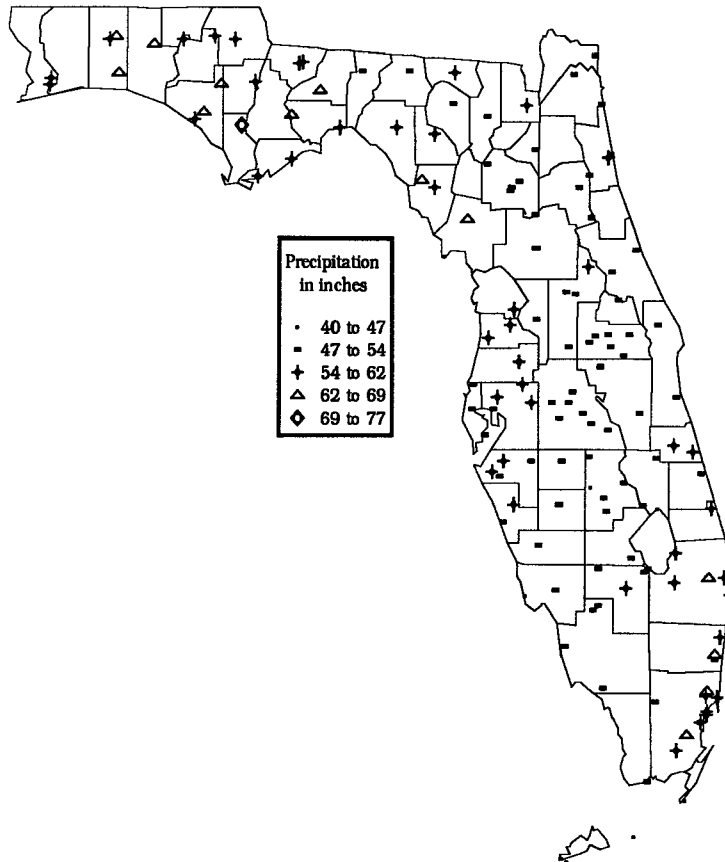 Precipitation
in inches
40 to 47
47 to 54
54 to 62
62 to 69
69 to 77